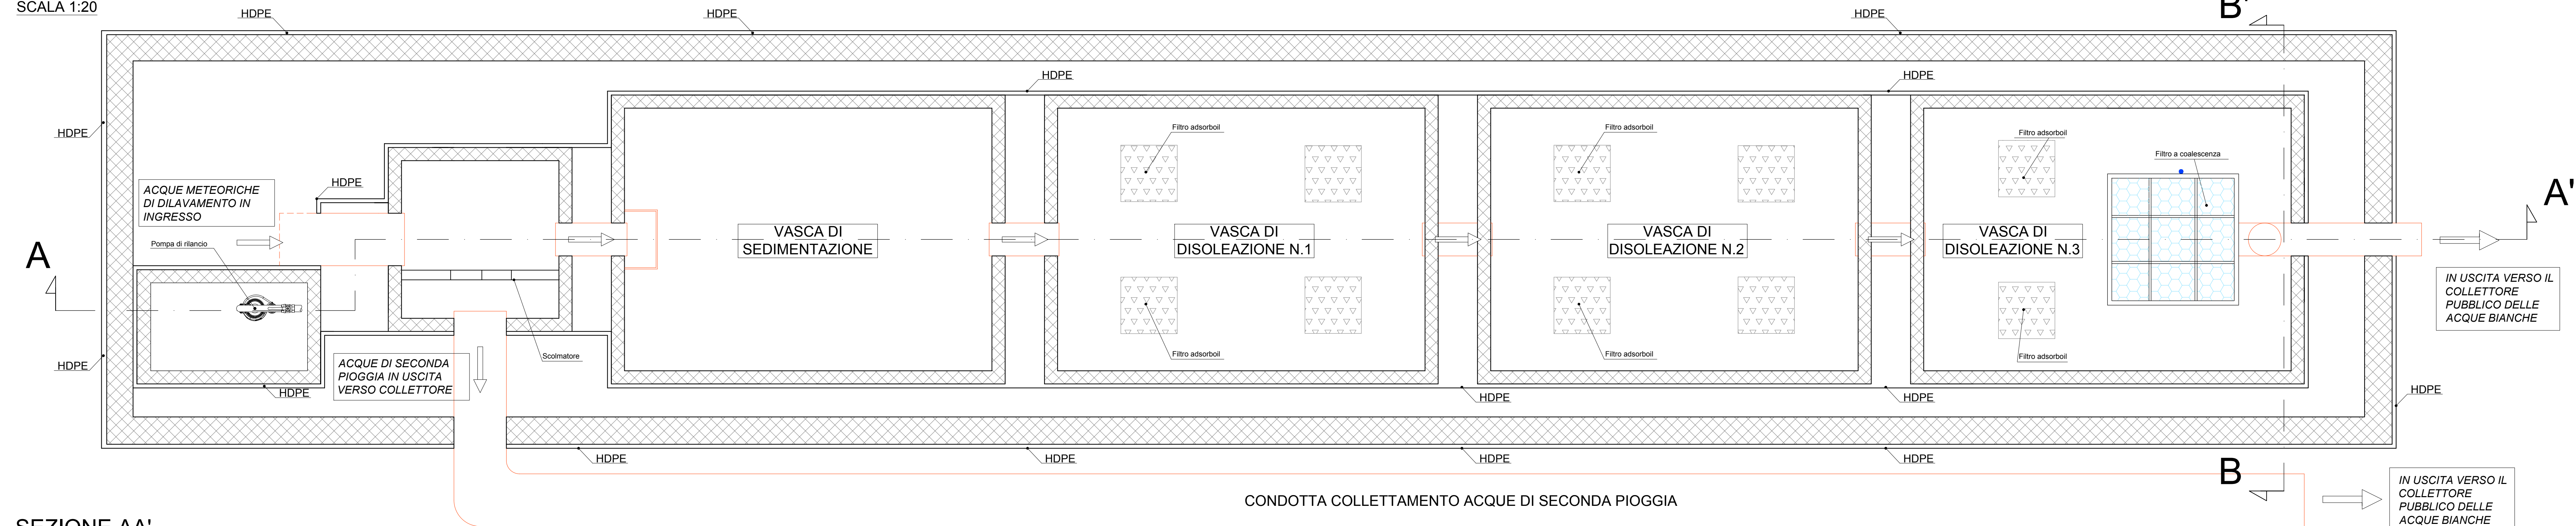 SCALA 1:20
HDPE
HDPE
HDPE
B'
HDPE
HDPE
HDPE
Filtro adsorboil
Filtro adsorboil
Filtro adsorboil
Filtro a coalescenza
HDPE
ACQUE METEORICHE
DI DILAVAMENTO IN
INGRESSO
Pompa di rilancio
A
VASCA DI
SEDIMENTAZIONE
VASCA DI
DISOLEAZIONE N.1
VASCA DI
DISOLEAZIONE N.2
VASCA DI
DISOLEAZIONE N.3
A'
IN USCITA VERSO IL
COLLETTORE
PUBBLICO DELLE
ACQUE BIANCHE
HDPE
ACQUE DI SECONDA
PIOGGIA IN USCITA
VERSO COLLETTORE
Scolmatore
Filtro adsorboil
Filtro adsorboil
Filtro adsorboil
HDPE
HDPE
HDPE
HDPE
HDPE
HDPE
HDPE
HDPE
B
CONDOTTA COLLETTAMENTO ACQUE DI SECONDA PIOGGIA
IN USCITA VERSO IL
COLLETTORE
PUBBLICO DELLE
ACQUE BIANCHE
SEZIONE AA'